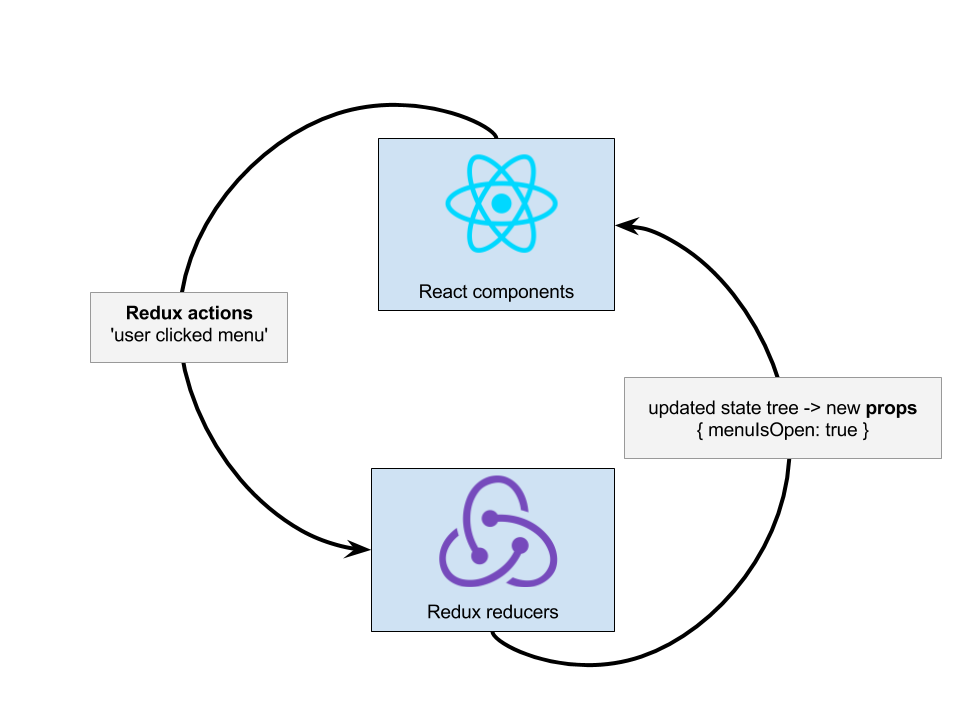 React components
Redux actions
'user clicked menu'
updated state tree -> new props
{ menuIsOpen: true }
Redux reducers